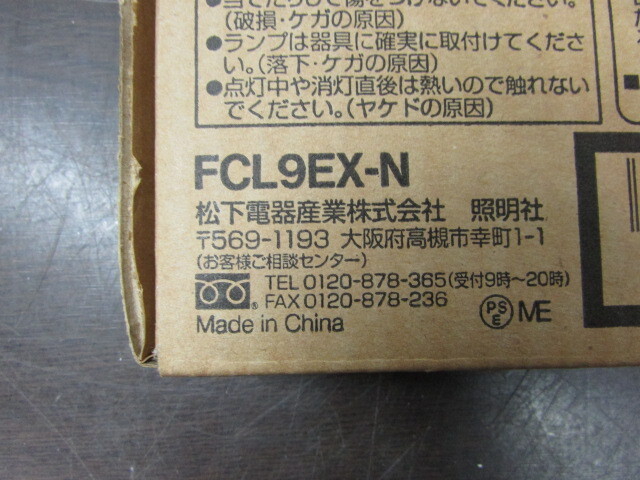 (破損・ケガの原因)
●ランプは器具に確実に取付けてくださ
い。(落下・ケガの原因)
●点灯中や消灯直後は熱いので触れない
でください。(ヤケドの原因)
FCL9EX-N
松下電器産業株式会社 照明社
〒569-1193 大阪府高槻市幸町1-1
(お客様ご相談センター)
TEL 0120-878-365(受付9時～20時)
FAX 0120-878-236
Made in China
PSE ME